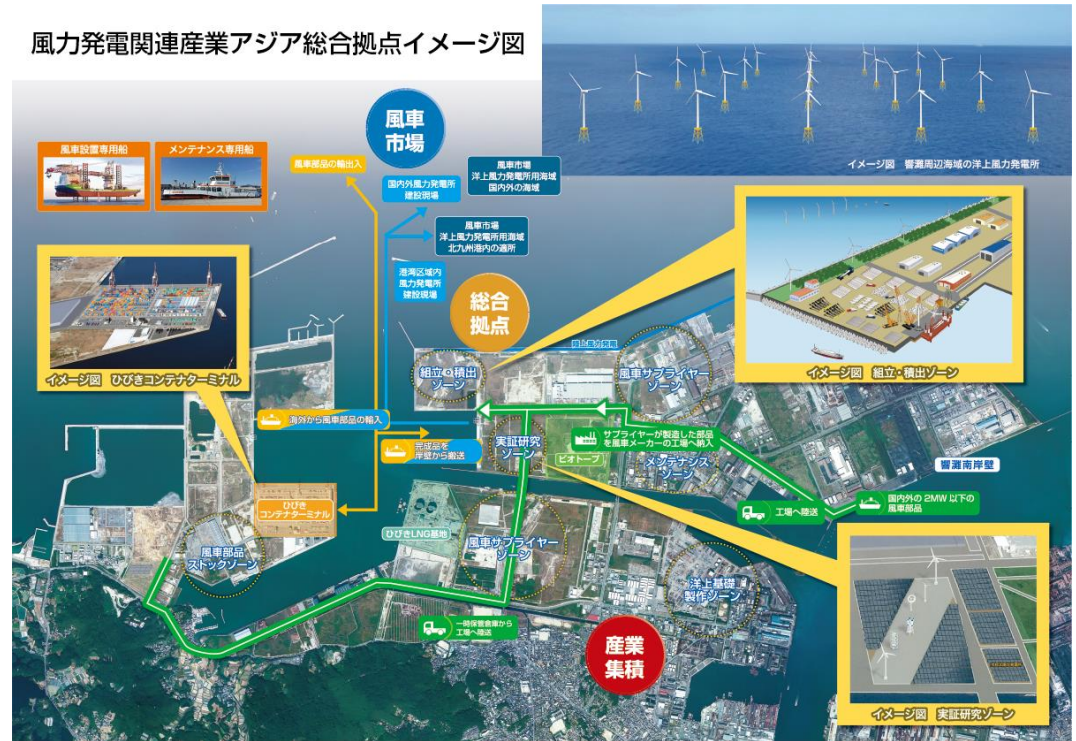 風力発電関連産業アジア総合拠点イメージ図
イメージ図 響灘周辺海域の洋上風力発電所
風車
市場
風車設置専用船
メンテナンス専用船
風車部品の輸出入
国内外風力発電所
建設現場
風車市場
洋上風力発電所用海域
国内外の海域
風車市場
洋上風力発電所用海域
北九州港内の適所
港湾区域内
風力発電所
建設現場
総合
拠点
イメージ図 ひびきコンテナターミナル
イメージ図 組立・積出ゾーン
陸上風力発電
組立・積出
ゾーン
風車サプライヤー
ゾーン
海外から風車部品の輸入
完成品を
岸壁から搬送
実証研究
ゾーン
サプライヤーが製造した部品
を風車メーカーの工場へ納入
ビオトープ
メンテナンス
ゾーン
響灘南岸壁
ひびき
コンテナターミナル
工場へ陸送
国内外の 2MW 以下の
風車部品
ひびきLNG基地
風車部品
ストックゾーン
風車サプライヤー
ゾーン
洋上基礎
製作ゾーン
一時保管倉庫から
工場へ陸送
産業
集積
イメージ図 実証研究ゾーン